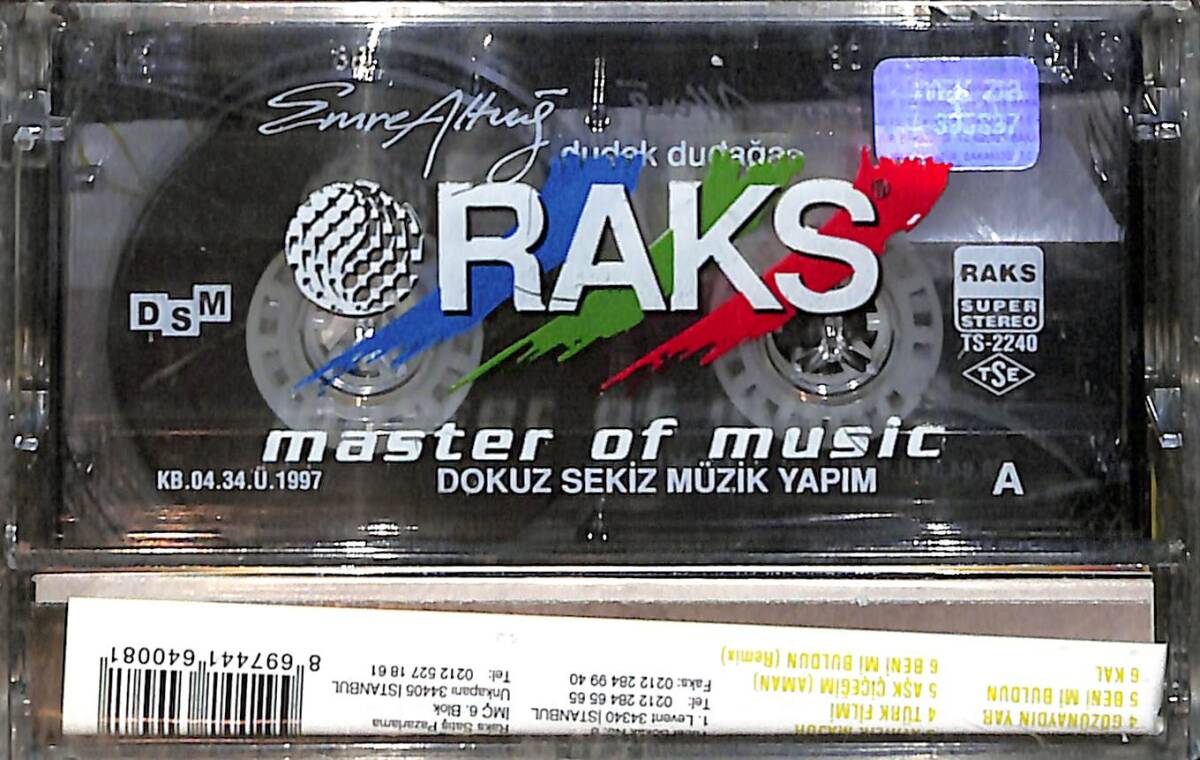 Emre Altuğ
dudak dudağa
RAKS
DSM
RAKS
SUPER
STEREO
TS-2240
TSE
master of music
KB.04.34.Ü.1997
DOKUZ SEKİZ MÜZİK YAPIM
A
4 GÖZÜNAYDIN YAR
5 BENİ Mİ BULDUN
6 KAL
4 TÜRK FİLMİ
5 AŞK ÇİÇEĞİM (AMAN)
6 BENİ Mİ BULDUN (Remix)
1. Levent 34340 İSTANBUL
Tel: 0212 284 65 65
Faks: 0212 284 99 40
Raks Satış Pazarlama
İMÇ. 6. Blok
Unkapanı 34405 İSTANBUL
Tel: 0212 527 18 61
8 697441 640081